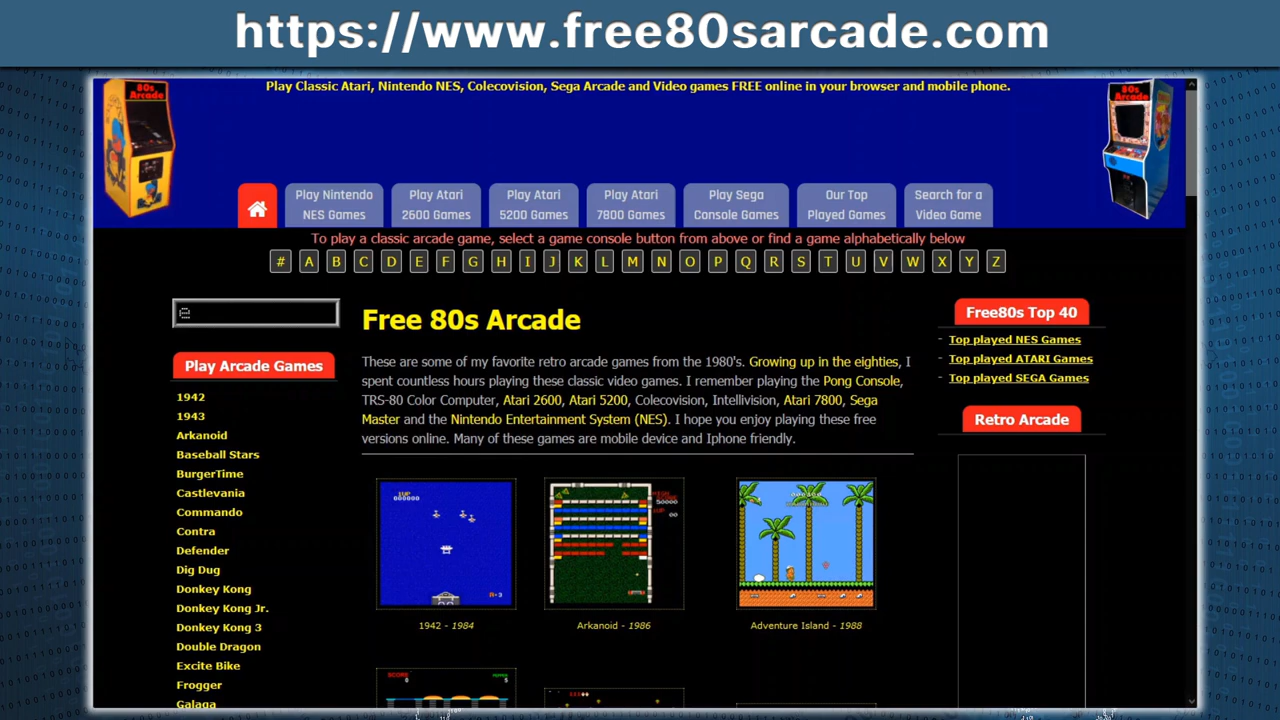 https://www.free80sarcade.com
Play Classic Atari, Nintendo NES, Colecovision, Sega Arcade and Video games FREE online in your browser and mobile phone.
80s
Arcade
80s
Arcade
Play Nintendo
NES Games
Play Atari
2600 Games
Play Atari
5200 Games
Play Atari
7800 Games
Play Sega
Console Games
Our Top
Played Games
Search for a
Video Game
To play a classic arcade game, select a game console button from above or find a game alphabetically below
# A B C D E F G H I J K L M N O P Q R S T U V W X Y Z
Play Arcade Games
1942
1943
Arkanoid
Baseball Stars
BurgerTime
Castlevania
Commando
Contra
Defender
Dig Dug
Donkey Kong
Donkey Kong Jr.
Donkey Kong 3
Double Dragon
Excite Bike
Frogger
Galaga
Free 80s Arcade
These are some of my favorite retro arcade games from the 1980's. Growing up in the eighties, I
spent countless hours playing these classic video games. I remember playing the Pong Console,
TRS-80 Color Computer, Atari 2600, Atari 5200, Colecovision, Intellivision, Atari 7800, Sega
Master and the Nintendo Entertainment System (NES). I hope you enjoy playing these free
versions online. Many of these games are mobile device and Iphone friendly.
1UP
000000
R-3
50000
00
1942 - 1984
Arkanoid - 1986
Adventure Island - 1988
SCORE
0
5
Free80s Top 40
- Top played NES Games
- Top played ATARI Games
- Top played SEGA Games
Retro Arcade